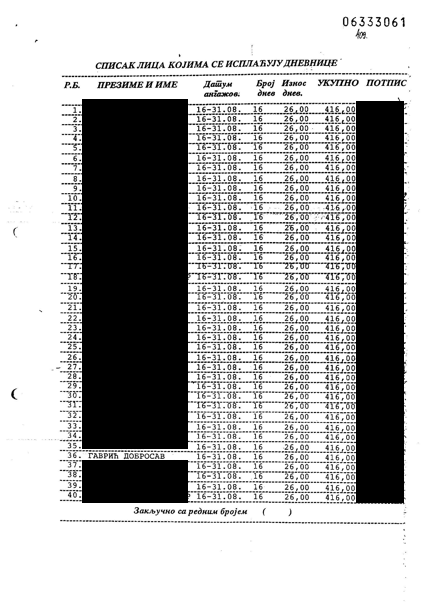 06333061
109
СПИСАК ЛИЦА КОЈИМА СЕ ИСПЛАЋУЈУ ДНЕВНИЦЕ
Р.Б. ПРЕЗИМЕ И ИМЕ Датум ангажов. Број днев Износ днев. УКУПНО ПОТПИС
1. 16-31.08. 16 26,00 416,00
2. 16-31.08. 16 26,00 416,00
3. 16-31.08. 16 26,00 416,00
4. 16-31.08. 16 26,00 416,00
5. 16-31.08. 16 26,00 416,00
6. 16-31.08. 16 26,00 416,00
7. 16-31.08. 16 26,00 416,00
8. 16-31.08. 16 26,00 416,00
9. 16-31.08. 16 26,00 416,00
10. 16-31.08. 16 26,00 416,00
11. 16-31.08. 16 26,00 416,00
12. 16-31.08. 16 26,00 416,00
13. 16-31.08. 16 26,00 416,00
14. 16-31.08. 16 26,00 416,00
15. 16-31.08. 16 26,00 416,00
16. 16-31.08. 16 26,00 416,00
17. 16-31.08. 16 26,00 416,00
18. 16-31.08. 16 26,00 416,00
19. 16-31.08. 16 26,00 416,00
20. 16-31.08. 16 26,00 416,00
21. 16-31.08. 16 26,00 416,00
22. 16-31.08. 16 26,00 416,00
23. 16-31.08. 16 26,00 416,00
24. 16-31.08. 16 26,00 416,00
25. 16-31.08. 16 26,00 416,00
26. 16-31.08. 16 26,00 416,00
27. 16-31.08. 16 26,00 416,00
28. 16-31.08. 16 26,00 416,00
29. 16-31.08. 16 26,00 416,00
30. 16-31.08. 16 26,00 416,00
31. 16-31.08. 16 26,00 416,00
32. 16-31.08. 16 26,00 416,00
33. 16-31.08. 16 26,00 416,00
34. 16-31.08. 16 26,00 416,00
35. 16-31.08. 16 26,00 416,00
36. ГАВРИЋ ДОБРОСАВ 16-31.08. 16 26,00 416,00
37. 16-31.08. 16 26,00 416,00
38. 16-31.08. 16 26,00 416,00
39. 16-31.08. 16 26,00 416,00
40. 16-31.08. 16 26,00 416,00
Закључно са редним бројем ( )